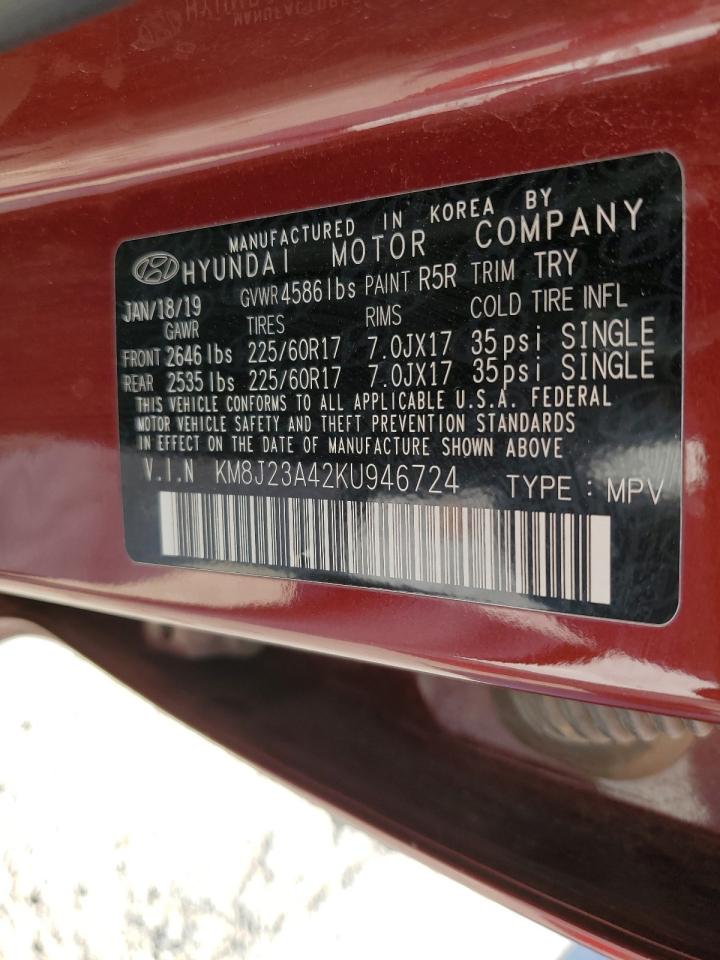 MANUFACTURED IN KOREA BY
HYUNDAI MOTOR COMPANY
JAN/18/19 GVWR 4586 lbs PAINT R5R TRIM TRY
GAWR TIRES RIMS COLD TIRE INFL
FRONT 2646 lbs 225/60R17 7.0JX17 35psi SINGLE
REAR 2535 lbs 225/60R17 7.0JX17 35psi SINGLE
THIS VEHICLE CONFORMS TO ALL APPLICABLE U.S.A. FEDERAL
MOTOR VEHICLE SAFETY AND THEFT PREVENTION STANDARDS
IN EFFECT ON THE DATE OF MANUFACTURE SHOWN ABOVE
V.I.N KM8J23A42KU946724 TYPE : MPV